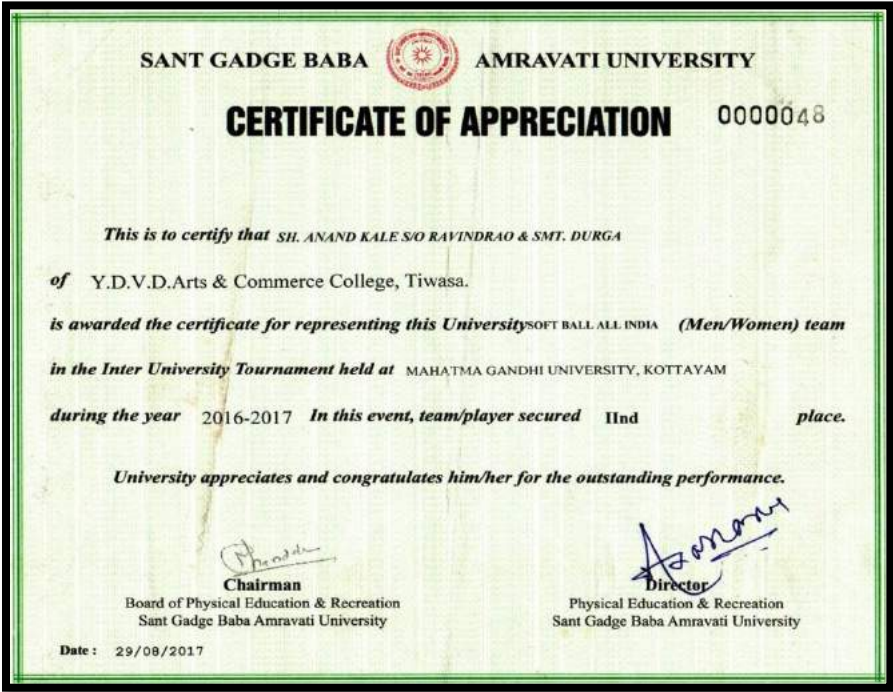 SANT GADGE BABA AMRAVATI UNIVERSITY
CERTIFICATE OF APPRECIATION 0000048
This is to certify that SH. ANAND KALE S/O RAVINDRAO & SMT. DURGA
of Y.D.V.D.Arts & Commerce College, Tiwasa.
is awarded the certificate for representing this University SOFT BALL ALL INDIA (Men/Women) team
in the Inter University Tournament held at MAHATMA GANDHI UNIVERSITY, KOTTAYAM
during the year 2016-2017 In this event, team/player secured IInd place.
University appreciates and congratulates him/her for the outstanding performance.
Chairman Director
Board of Physical Education & Recreation Physical Education & Recreation
Sant Gadge Baba Amravati University Sant Gadge Baba Amravati University
Date : 29/08/2017